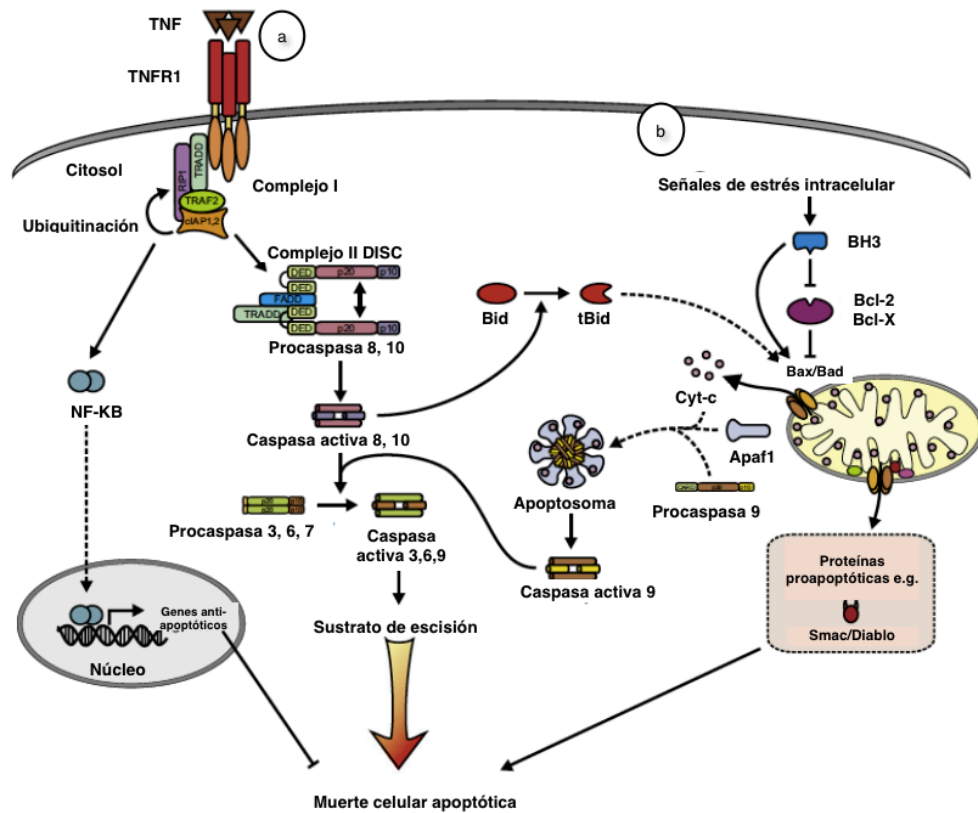 TNF
a
TNFR1
b
Citosol
RIP1
TRADD
TRAF2
cIAP1,2
Complejo I
Ubiquitinación
Señales de estrés intracelular
BH3
Complejo II DISC
DED
p20
p10
DED
FADD
TRADD
DED
DED
p20
Procaspasa 8, 10
Bid
tBid
Bcl-2
Bcl-X
Bax/Bad
NF-KB
Cyt-c
Caspasa activa 8, 10
Apaf1
Apoptosoma
Procaspasa 9
p20
p20
Procaspasa 3, 6, 7
Caspasa
activa 3,6,9
Caspasa activa 9
Proteínas
proapoptóticas e.g.
Smac/Diablo
Genes anti-
apoptóticos
Núcleo
Sustrato de escisión
Muerte celular apoptótica